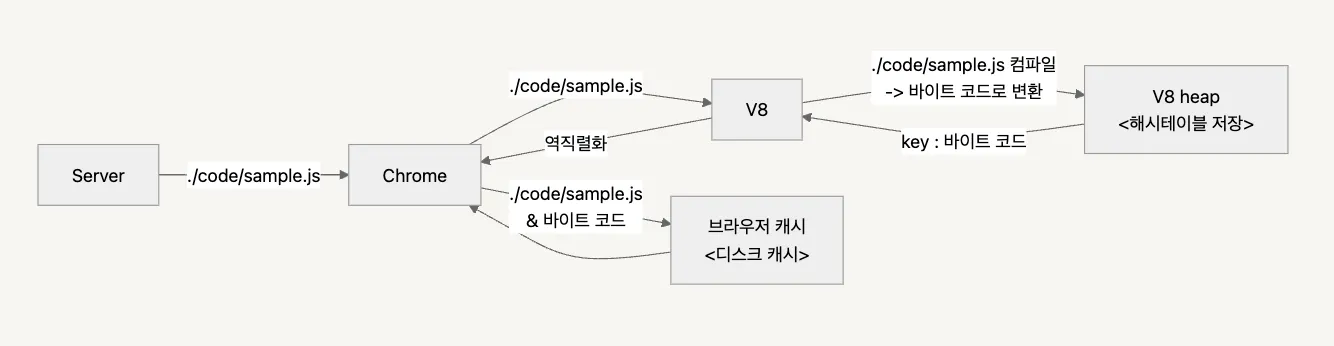 Server
./code/sample.js
Chrome
./code/sample.js
역직렬화
V8
./code/sample.js 컴파일
-> 바이트 코드로 변환
key : 바이트 코드
V8 heap
<해시테이블 저장>
./code/sample.js
& 바이트 코드
브라우저 캐시
<디스크 캐시>